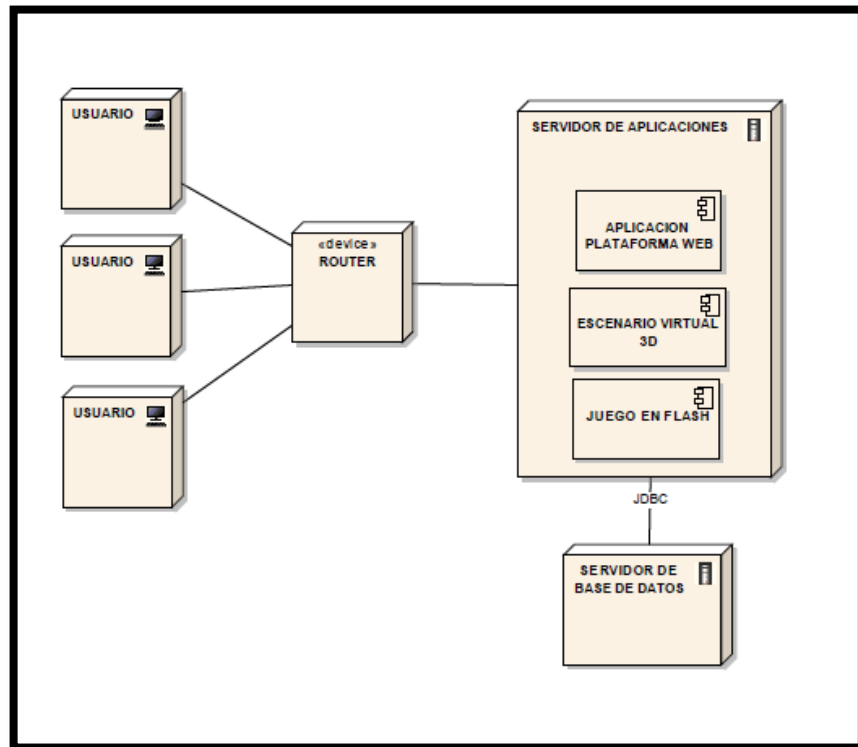 USUARIO
USUARIO
USUARIO
«device»
ROUTER
SERVIDOR DE APLICACIONES
APLICACION
PLATAFORMA WEB
ESCENARIO VIRTUAL
3D
JUEGO EN FLASH
JDBC
SERVIDOR DE
BASE DE DATOS